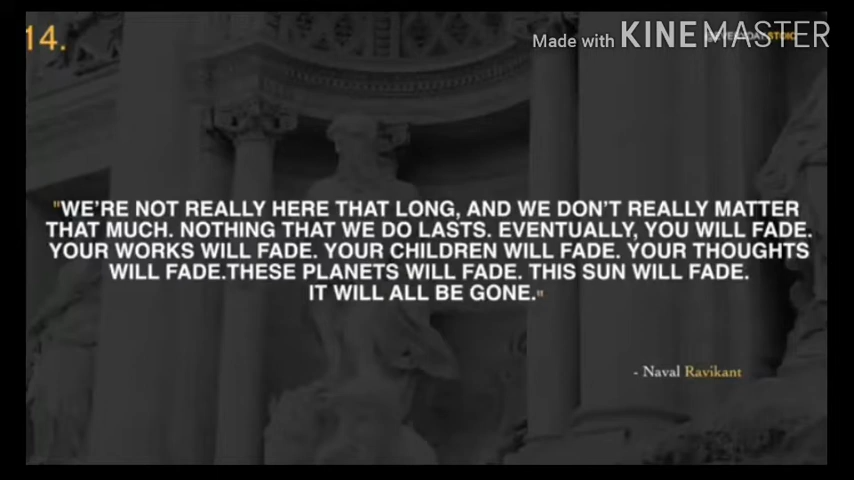 14.
Made with KINEMASTER
"WE'RE NOT REALLY HERE THAT LONG, AND WE DON'T REALLY MATTER
THAT MUCH. NOTHING THAT WE DO LASTS. EVENTUALLY, YOU WILL FADE.
YOUR WORKS WILL FADE. YOUR CHILDREN WILL FADE. YOUR THOUGHTS
WILL FADE.THESE PLANETS WILL FADE. THIS SUN WILL FADE.
IT WILL ALL BE GONE."
- Naval Ravikant